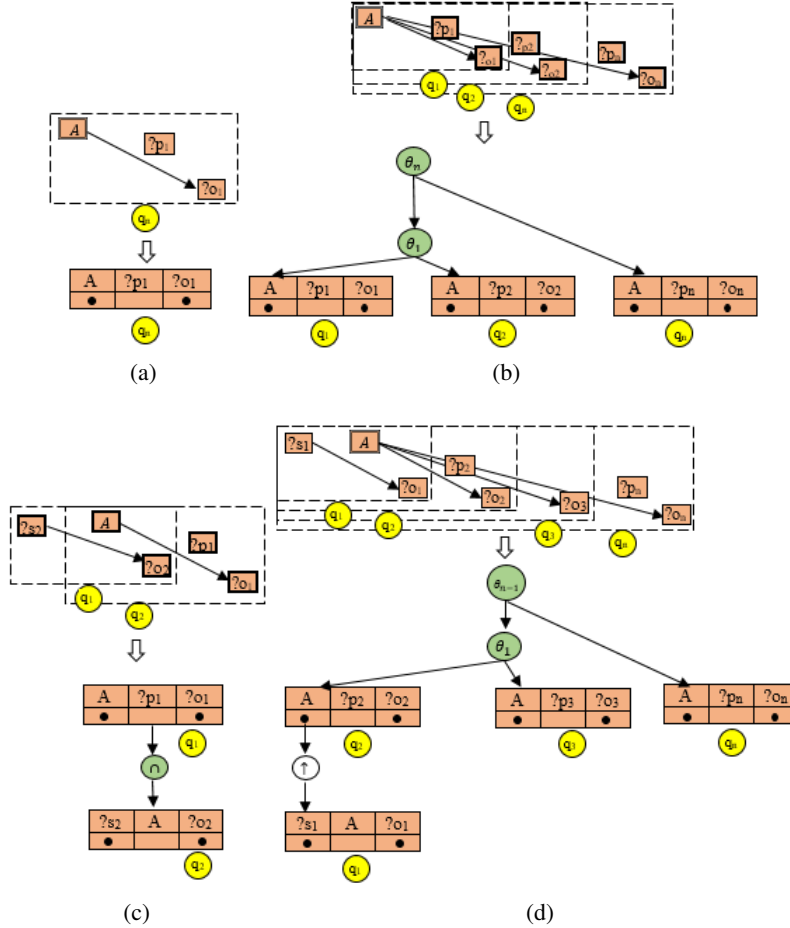 A
?p₁
?o₁
qₙ
A ?p₁ ?o₁
qₙ
(a)
A
?p₁
?p₂
?pₙ
?o₁
?o₂
?oₙ
q₁
q₂
qₙ
θₙ
θ₁
A ?p₁ ?o₁
A ?p₂ ?o₂
A ?pₙ ?oₙ
q₁
q₂
qₙ
(b)
?s₂
A
?p₁
?o₂
?o₁
q₁
q₂
A ?p₁ ?o₁
q₁
∩
?s₂ A ?o₂
q₂
(c)
?s₁
A
?p₂
?pₙ
?o₁
?o₂
?o₃
?oₙ
q₁
q₂
q₃
qₙ
θ₁
A ?p₂ ?o₂
A ?p₃ ?o₃
A ?pₙ ?oₙ
q₂
q₃
qₙ
↑
?s₁ A ?o₁
q₁
(d)